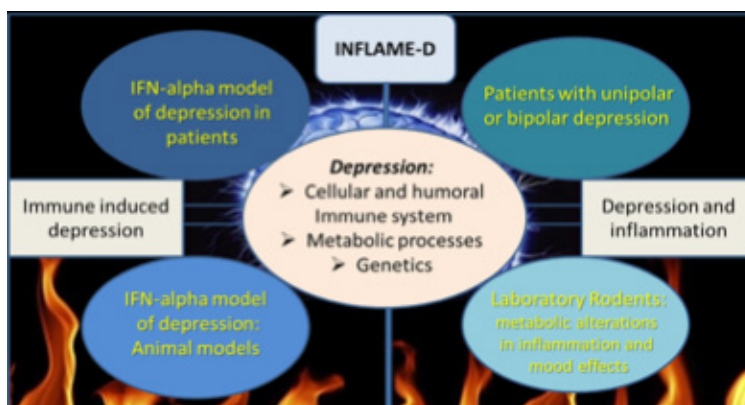 INFLAME-D
IFN-alpha model
of depression in
patients
Patients with unipolar
or bipolar depression
Depression:
➢ Cellular and humoral
Immune system
➢ Metabolic processes
➢ Genetics
Immune induced
depression
Depression and
inflammation
IFN-alpha model
of depression:
Animal models
Laboratory Rodents:
metabolic alterations
in inflammation and
mood effects